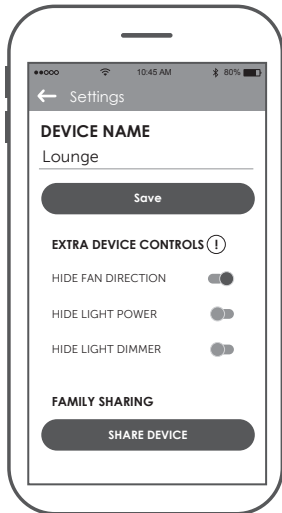 10:45 AM 80%
Settings
DEVICE NAME
Lounge
Save
EXTRA DEVICE CONTROLS !
HIDE FAN DIRECTION
HIDE LIGHT POWER
HIDE LIGHT DIMMER
FAMILY SHARING
SHARE DEVICE